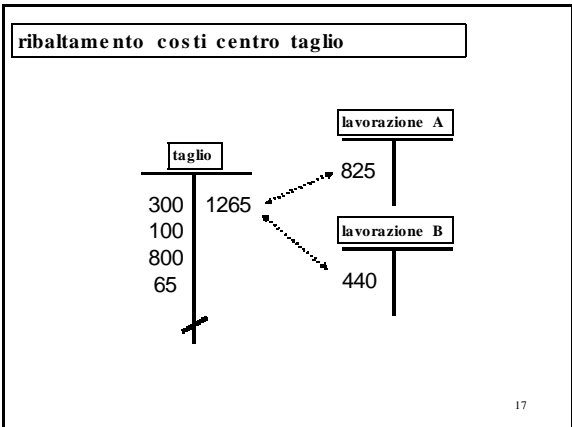 ribaltamento costi centro taglio
lavorazione A
taglio
825
300 1265
100
lavorazione B
800
65
440
17